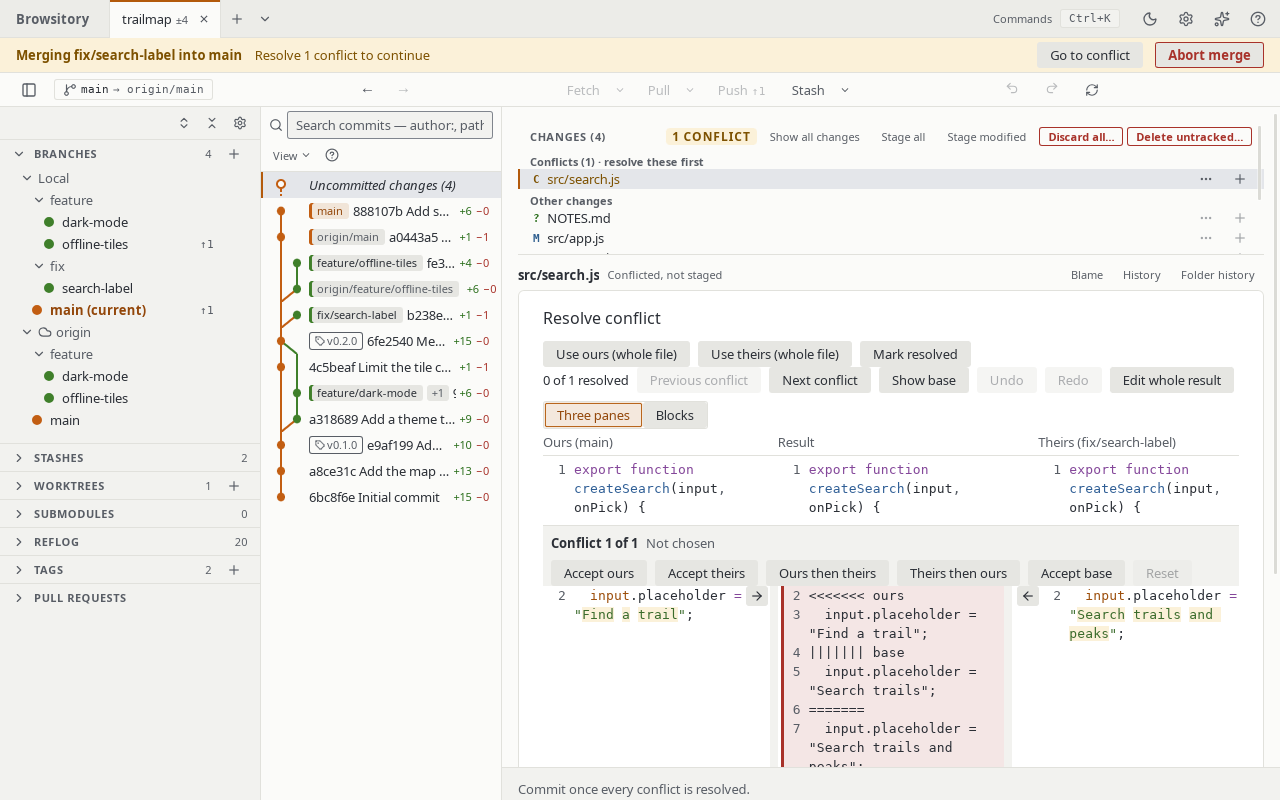 Browsitory
trailmap ±4 ×
Commands Ctrl+K
Merging fix/search-label into main Resolve 1 conflict to continue
Go to conflict Abort merge
main → origin/main
← → Fetch Pull Push ↑1 Stash
BRANCHES 4 +
Local
feature
dark-mode
offline-tiles ↑1
fix
search-label
main (current) ↑1
origin
feature
dark-mode
offline-tiles
main
STASHES 2
WORKTREES 1 +
SUBMODULES 0
REFLOG 20
TAGS 2 +
PULL REQUESTS
Search commits — author:, path
View
Uncommitted changes (4)
main 888107b Add s... +6 −0
origin/main a0443a5 ... +1 −1
feature/offline-tiles fe3... +4 −0
origin/feature/offline-tiles +6 −0
fix/search-label b238e... +1 −1
v0.2.0 6fe2540 Me... +15 −0
4c5beaf Limit the tile c... +1 −1
feature/dark-mode +1 +6 −0
a318689 Add a theme t... +9 −0
v0.1.0 e9af199 Ad... +10 −0
a8ce31c Add the map ... +13 −0
6bc8f6e Initial commit +15 −0
CHANGES (4) 1 CONFLICT Show all changes Stage all Stage modified Discard all... Delete untracked...
Conflicts (1) · resolve these first
C src/search.js ··· +
Other changes
? NOTES.md ··· +
M src/app.js ··· +
src/search.js Conflicted, not staged Blame History Folder history
Resolve conflict
Use ours (whole file) Use theirs (whole file) Mark resolved
0 of 1 resolved Previous conflict Next conflict Show base Undo Redo Edit whole result
Three panes Blocks
Ours (main) Result Theirs (fix/search-label)
1 export function 1 export function 1 export function
createSearch(input, createSearch(input, createSearch(input,
onPick) { onPick) { onPick) {
Conflict 1 of 1 Not chosen
Accept ours Accept theirs Ours then theirs Theirs then ours Accept base Reset
2 input.placeholder = → 2 <<<<<<< ours ← 2 input.placeholder =
"Find a trail"; 3 input.placeholder = "Search trails and
"Find a trail"; peaks";
4 ||||||| base
5 input.placeholder =
"Search trails";
6 =======
7 input.placeholder =
"Search trails and
peaks";
Commit once every conflict is resolved.